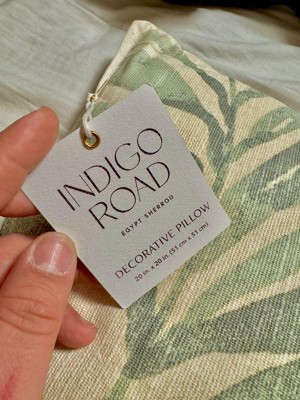 INDIGO
ROAD
EGYPT SHERROD
DECORATIVE PILLOW
20 in. x 20 in. (51 cm x 51 cm)